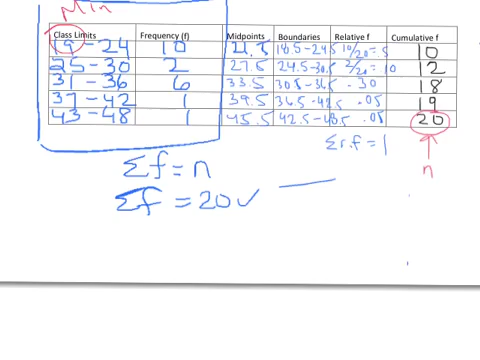 Min
Class Limits Frequency (f) Midpoints Boundaries Relative f Cumulative f
19 - 24 10 21.5 18.5-24.5 10/20=.5 10
25 - 30 2 27.5 24.5-30.5 2/20=.10 12
31 - 36 6 33.5 30.5-36.5 .30 18
37 - 42 1 39.5 36.5-42.5 .05 19
43 - 48 1 45.5 42.5-48.5 .05 20
Σr.f = 1
n
Σf = n
Σf = 20 ✓